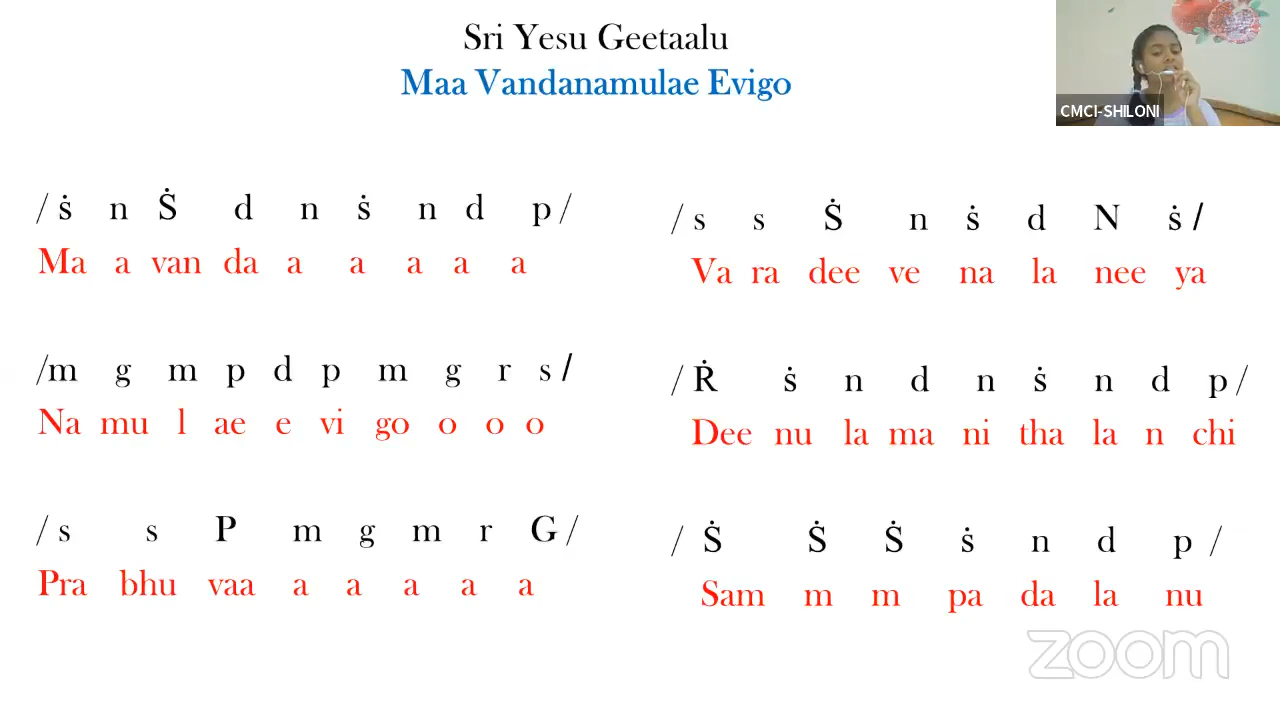 Sri Yesu Geetaalu
Maa Vandanamulae Evigo
CMCI-SHILONI
/ ṡ n Ṡ d n ṡ n d p /
Ma a van da a a a a a
/m g m p d p m g r s /
Na mu l ae e vi go o o o
/ s s P m g m r G /
Pra bhu vaa a a a a a
/ s s Ṡ n ṡ d N ṡ /
Va ra dee ve na la nee ya
/ Ṙ ṡ n d n ṡ n d p /
Dee nu la ma ni tha la n chi
/ Ṡ Ṡ Ṡ ṡ n d p /
Sam m m pa da la nu
zoom